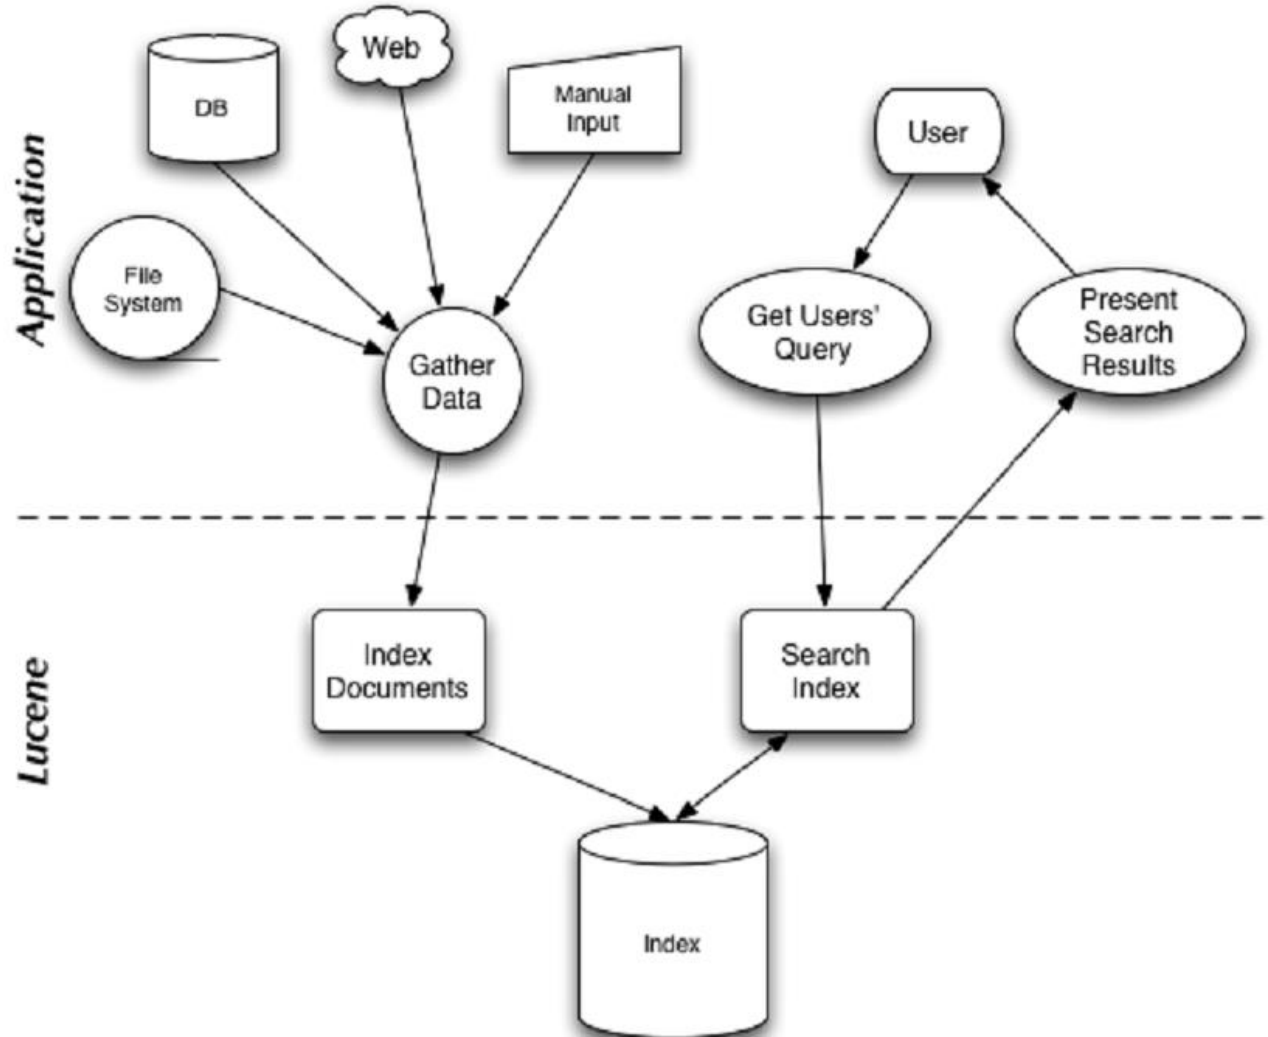 Application
DB
Web
Manual
Input
User
File
System
Gather
Data
Get Users'
Query
Present
Search
Results
Lucene
Index
Documents
Search
Index
Index